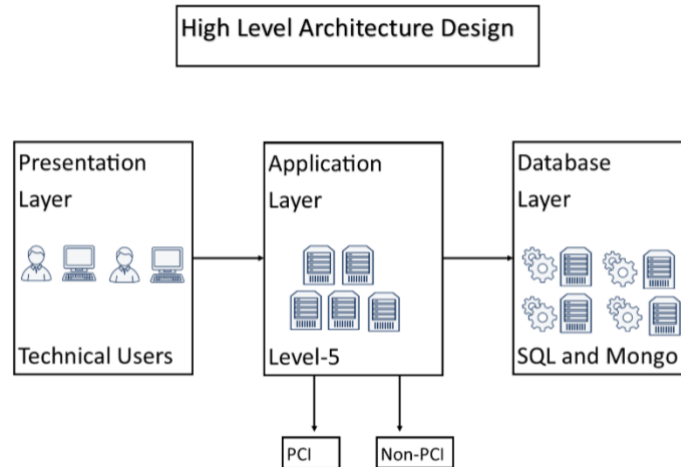 High Level Architecture Design
Presentation
Layer
Technical Users
Application
Layer
Level-5
Database
Layer
SQL and Mongo
PCI
Non-PCI